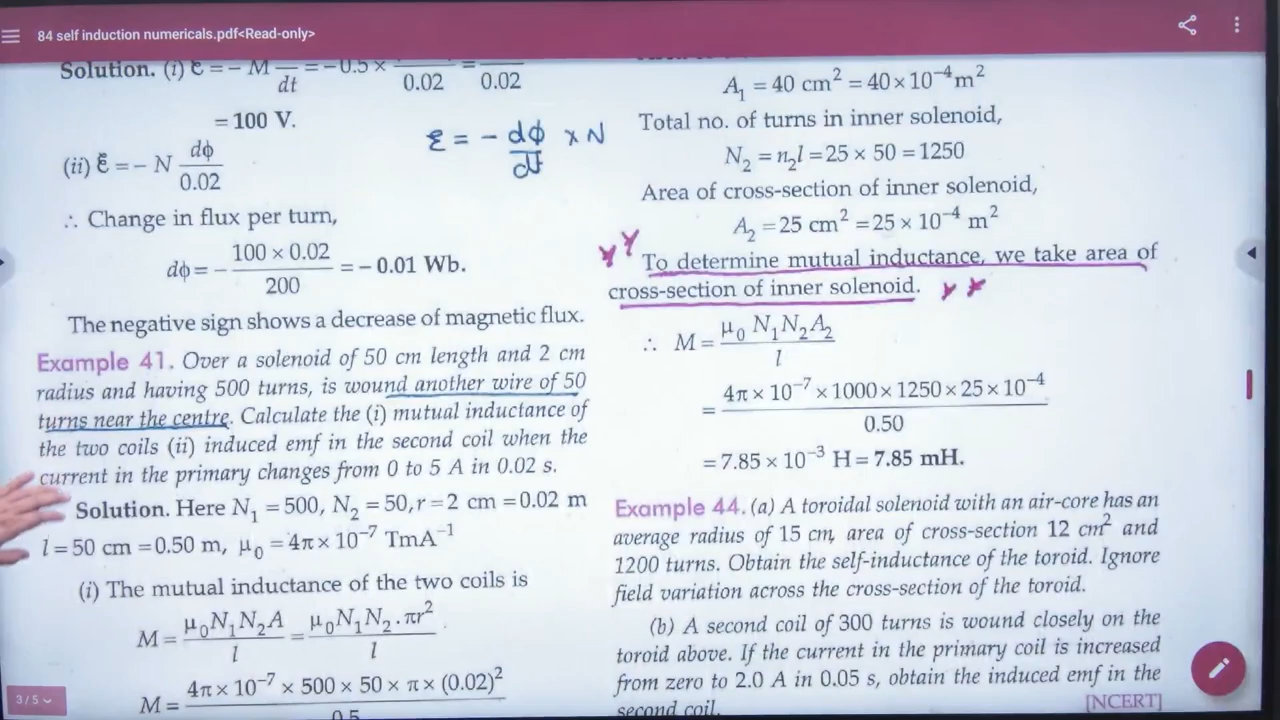 84 self induction numericals.pdf<Read-only>
Solution. (i) ℰ = − M / dt = −0.5 × / 0.02 = / 0.02
= 100 V.
ℰ = − dϕ / dt × N
(ii) ℰ = − N dϕ / 0.02
∴ Change in flux per turn,
dϕ = − 100 × 0.02 / 200 = − 0.01 Wb.
The negative sign shows a decrease of magnetic flux.
Example 41. Over a solenoid of 50 cm length and 2 cm
radius and having 500 turns, is wound another wire of 50
turns near the centre. Calculate the (i) mutual inductance of
the two coils (ii) induced emf in the second coil when the
current in the primary changes from 0 to 5 A in 0.02 s.
Solution. Here N₁ = 500, N₂ = 50, r = 2 cm = 0.02 m
l = 50 cm = 0.50 m, μ₀ = 4π × 10⁻⁷ TmA⁻¹
(i) The mutual inductance of the two coils is
M = μ₀N₁N₂A / l = μ₀N₁N₂ . πr² / l
M = 4π × 10⁻⁷ × 500 × 50 × π × (0.02)² / 0.5
3 / 5
A₁ = 40 cm² = 40 × 10⁻⁴ m²
Total no. of turns in inner solenoid,
N₂ = n₂l = 25 × 50 = 1250
Area of cross-section of inner solenoid,
A₂ = 25 cm² = 25 × 10⁻⁴ m²
To determine mutual inductance, we take area of
cross-section of inner solenoid.
∴ M = μ₀ N₁N₂A₂ / l
= 4π × 10⁻⁷ × 1000 × 1250 × 25 × 10⁻⁴ / 0.50
= 7.85 × 10⁻³ H = 7.85 mH.
Example 44. (a) A toroidal solenoid with an air-core has an
average radius of 15 cm, area of cross-section 12 cm² and
1200 turns. Obtain the self-inductance of the toroid. Ignore
field variation across the cross-section of the toroid.
(b) A second coil of 300 turns is wound closely on the
toroid above. If the current in the primary coil is increased
from zero to 2.0 A in 0.05 s, obtain the induced emf in the
second coil.
[NCERT]